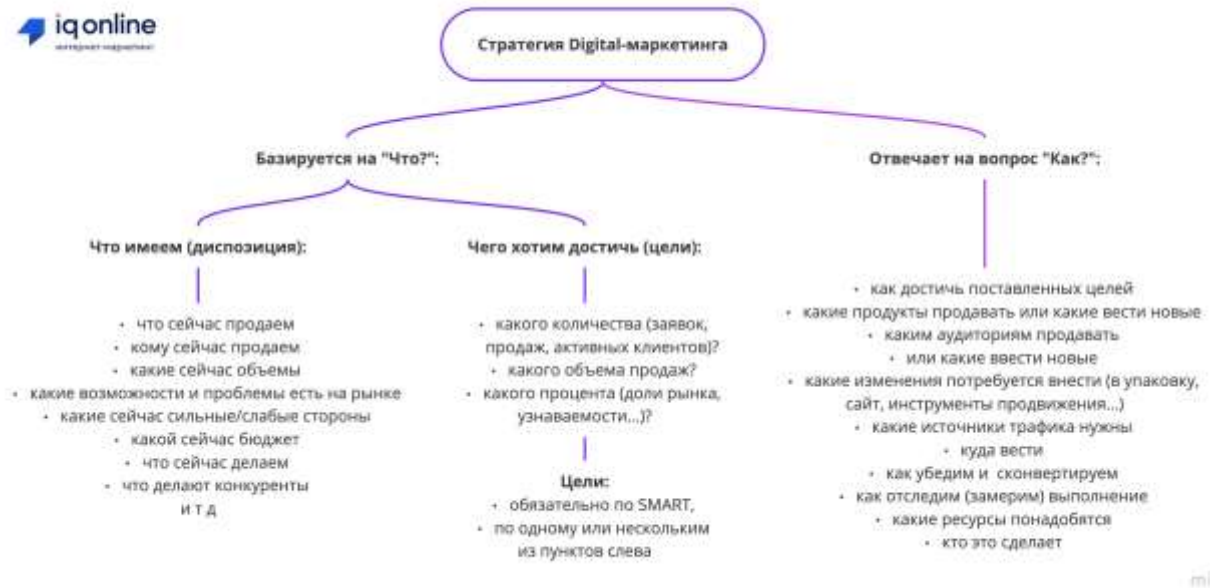 iqonline
интернет-маркетинг
Стратегия Digital-маркетинга
Базируется на "Что?":
Отвечает на вопрос "Как?":
Что имеем (диспозиция):
• что сейчас продаем
• кому сейчас продаем
• какие сейчас объемы
• какие возможности и проблемы есть на рынке
• какие сейчас сильные/слабые стороны
• какой сейчас бюджет
• что сейчас делаем
• что делают конкуренты
и т д
Чего хотим достичь (цели):
• какого количества (заявок,
продаж, активных клиентов)?
• какого объема продаж?
• какого процента (доли рынка,
узнаваемости...)?
Цели:
• обязательно по SMART,
• по одному или нескольким
из пунктов слева
• как достичь поставленных целей
• какие продукты продавать или какие вести новые
• каким аудиториям продавать
• или какие ввести новые
• какие изменения потребуется внести (в упаковку,
сайт, инструменты продвижения...)
• какие источники трафика нужны
• куда вести
• как убедим и сконвертируем
• как отследим (замерим) выполнение
• какие ресурсы понадобятся
• кто это сделает